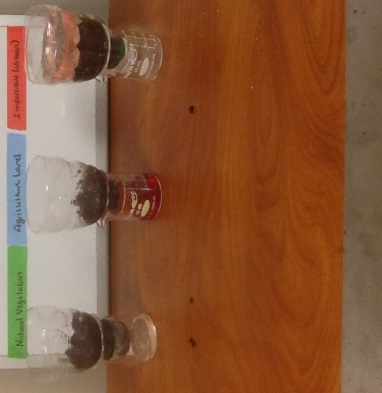 Impervious (Urban)
Agriculture Land
Natural Vegetation